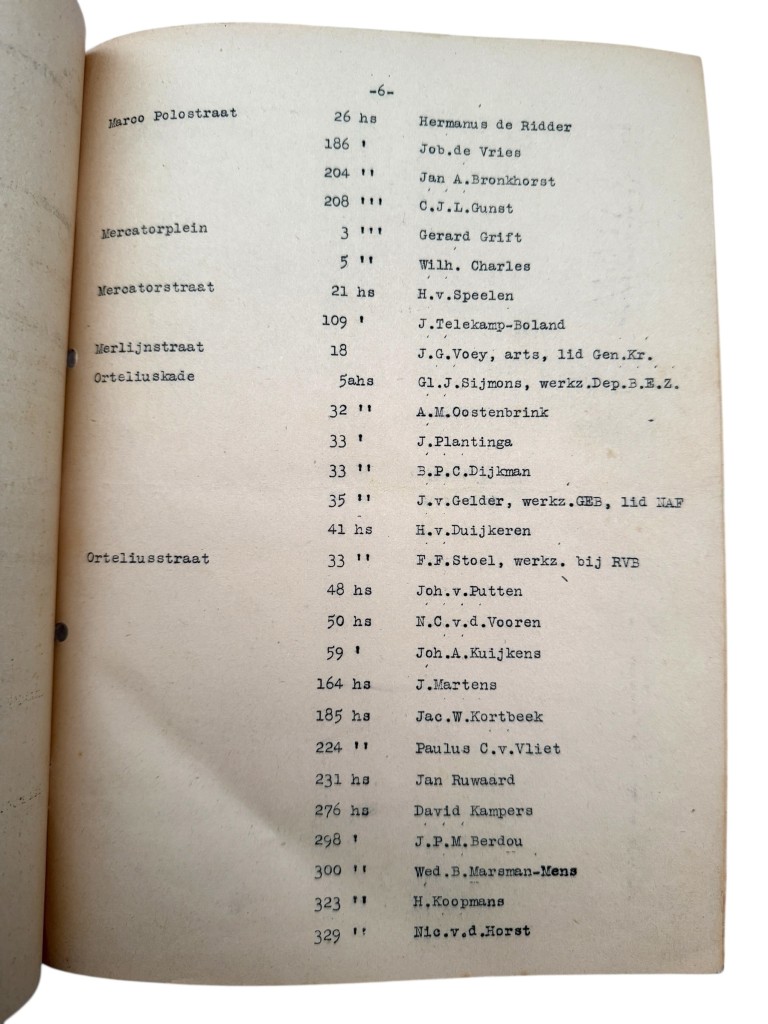 -6-
Marco Polostraat 26 hs Hermanus de Ridder
186 ' Job.de Vries
204 '' Jan A.Bronkhorst
208 ''' C.J.L.Gunst
Mercatorplein 3 ''' Gerard Grift
5 '' Wilh. Charles
Mercatorstraat 21 hs H.v.Speelen
109 ' J.Telekamp-Boland
Merlijnstraat 18 J.G.Voey, arts, lid Gen.Kr.
Orteliuskade 5ahs Gl.J.Sijmons, werkz.Dep.B.E.Z.
32 '' A.M.Oostenbrink
33 ' J.Plantinga
33 '' B.P.C.Dijkman
35 '' J.v.Gelder, werkz.GEB, lid NAF
41 hs H.v.Duijkeren
Orteliusstraat 33 '' F.F.Stoel, werkz. bij RVB
48 hs Joh.v.Putten
50 hs N.C.v.d.Vooren
59 ' Joh.A.Kuijkens
164 hs J.Martens
185 hs Jac.W.Kortbeek
224 '' Paulus C.v.Vliet
231 hs Jan Ruwaard
276 hs David Kampers
298 ' J.P.M.Berdou
300 '' Wed.B.Marsman-Mens
323 '' H.Koopmans
329 '' Nic.v.d.Horst